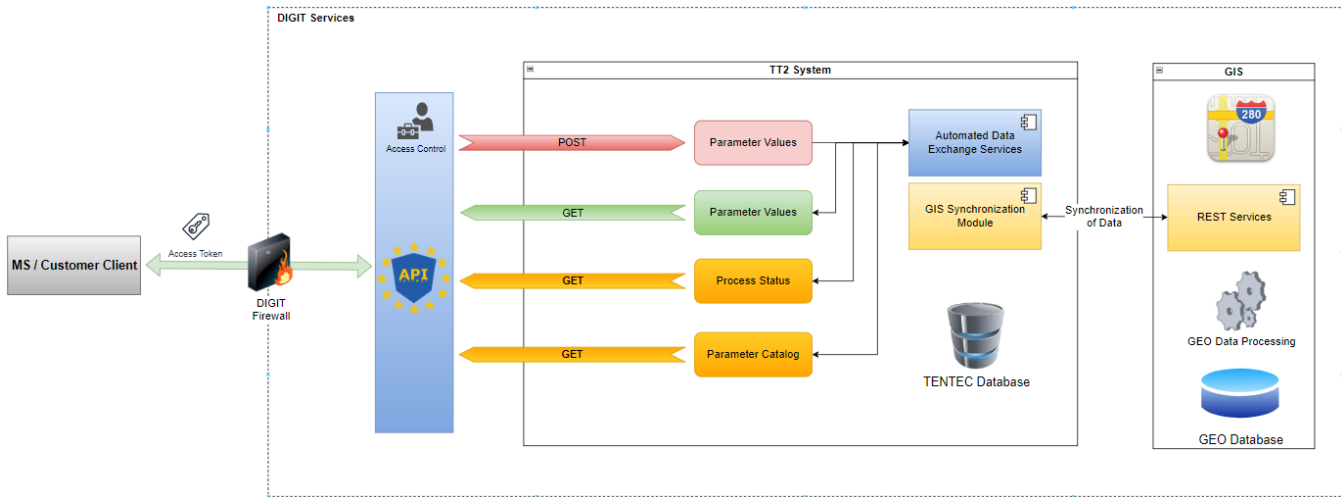 DIGIT Services
TT2 System
GIS
280
Access Control
POST
Parameter Values
Automated Data
Exchange Services
GET
Parameter Values
GIS Synchronization
Module
Synchronization
of Data
REST Services
Access Token
MS / Customer Client
DIGIT
Firewall
API
GET
Process Status
GEO Data Processing
GET
Parameter Catalog
TENTEC Database
GEO Database